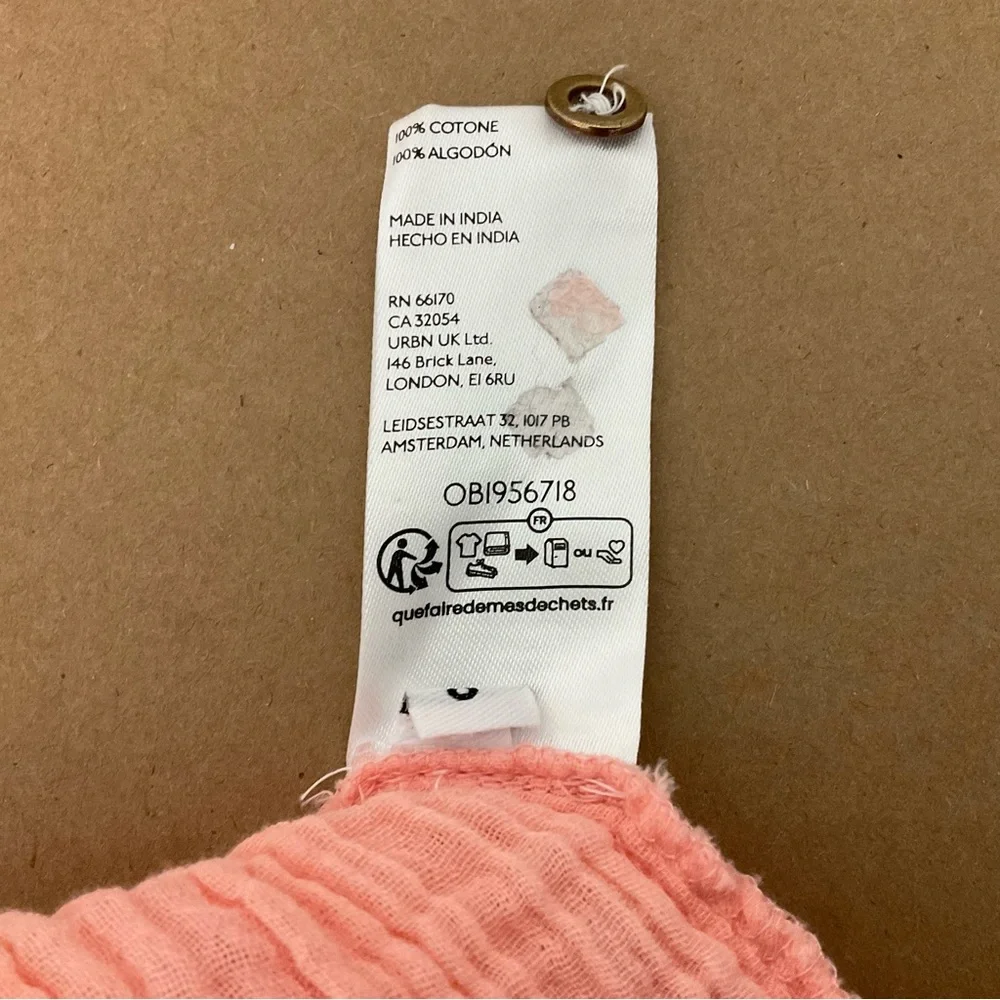 100% COTONE
100% ALGODÓN
MADE IN INDIA
HECHO EN INDIA
RN 66170
CA 32054
URBN UK Ltd.
146 Brick Lane,
LONDON, E1 6RU
LEIDSESTRAAT 32, 1017 PB
AMSTERDAM, NETHERLANDS
OB1956718
FR
ou
quefairedemesdechets.fr